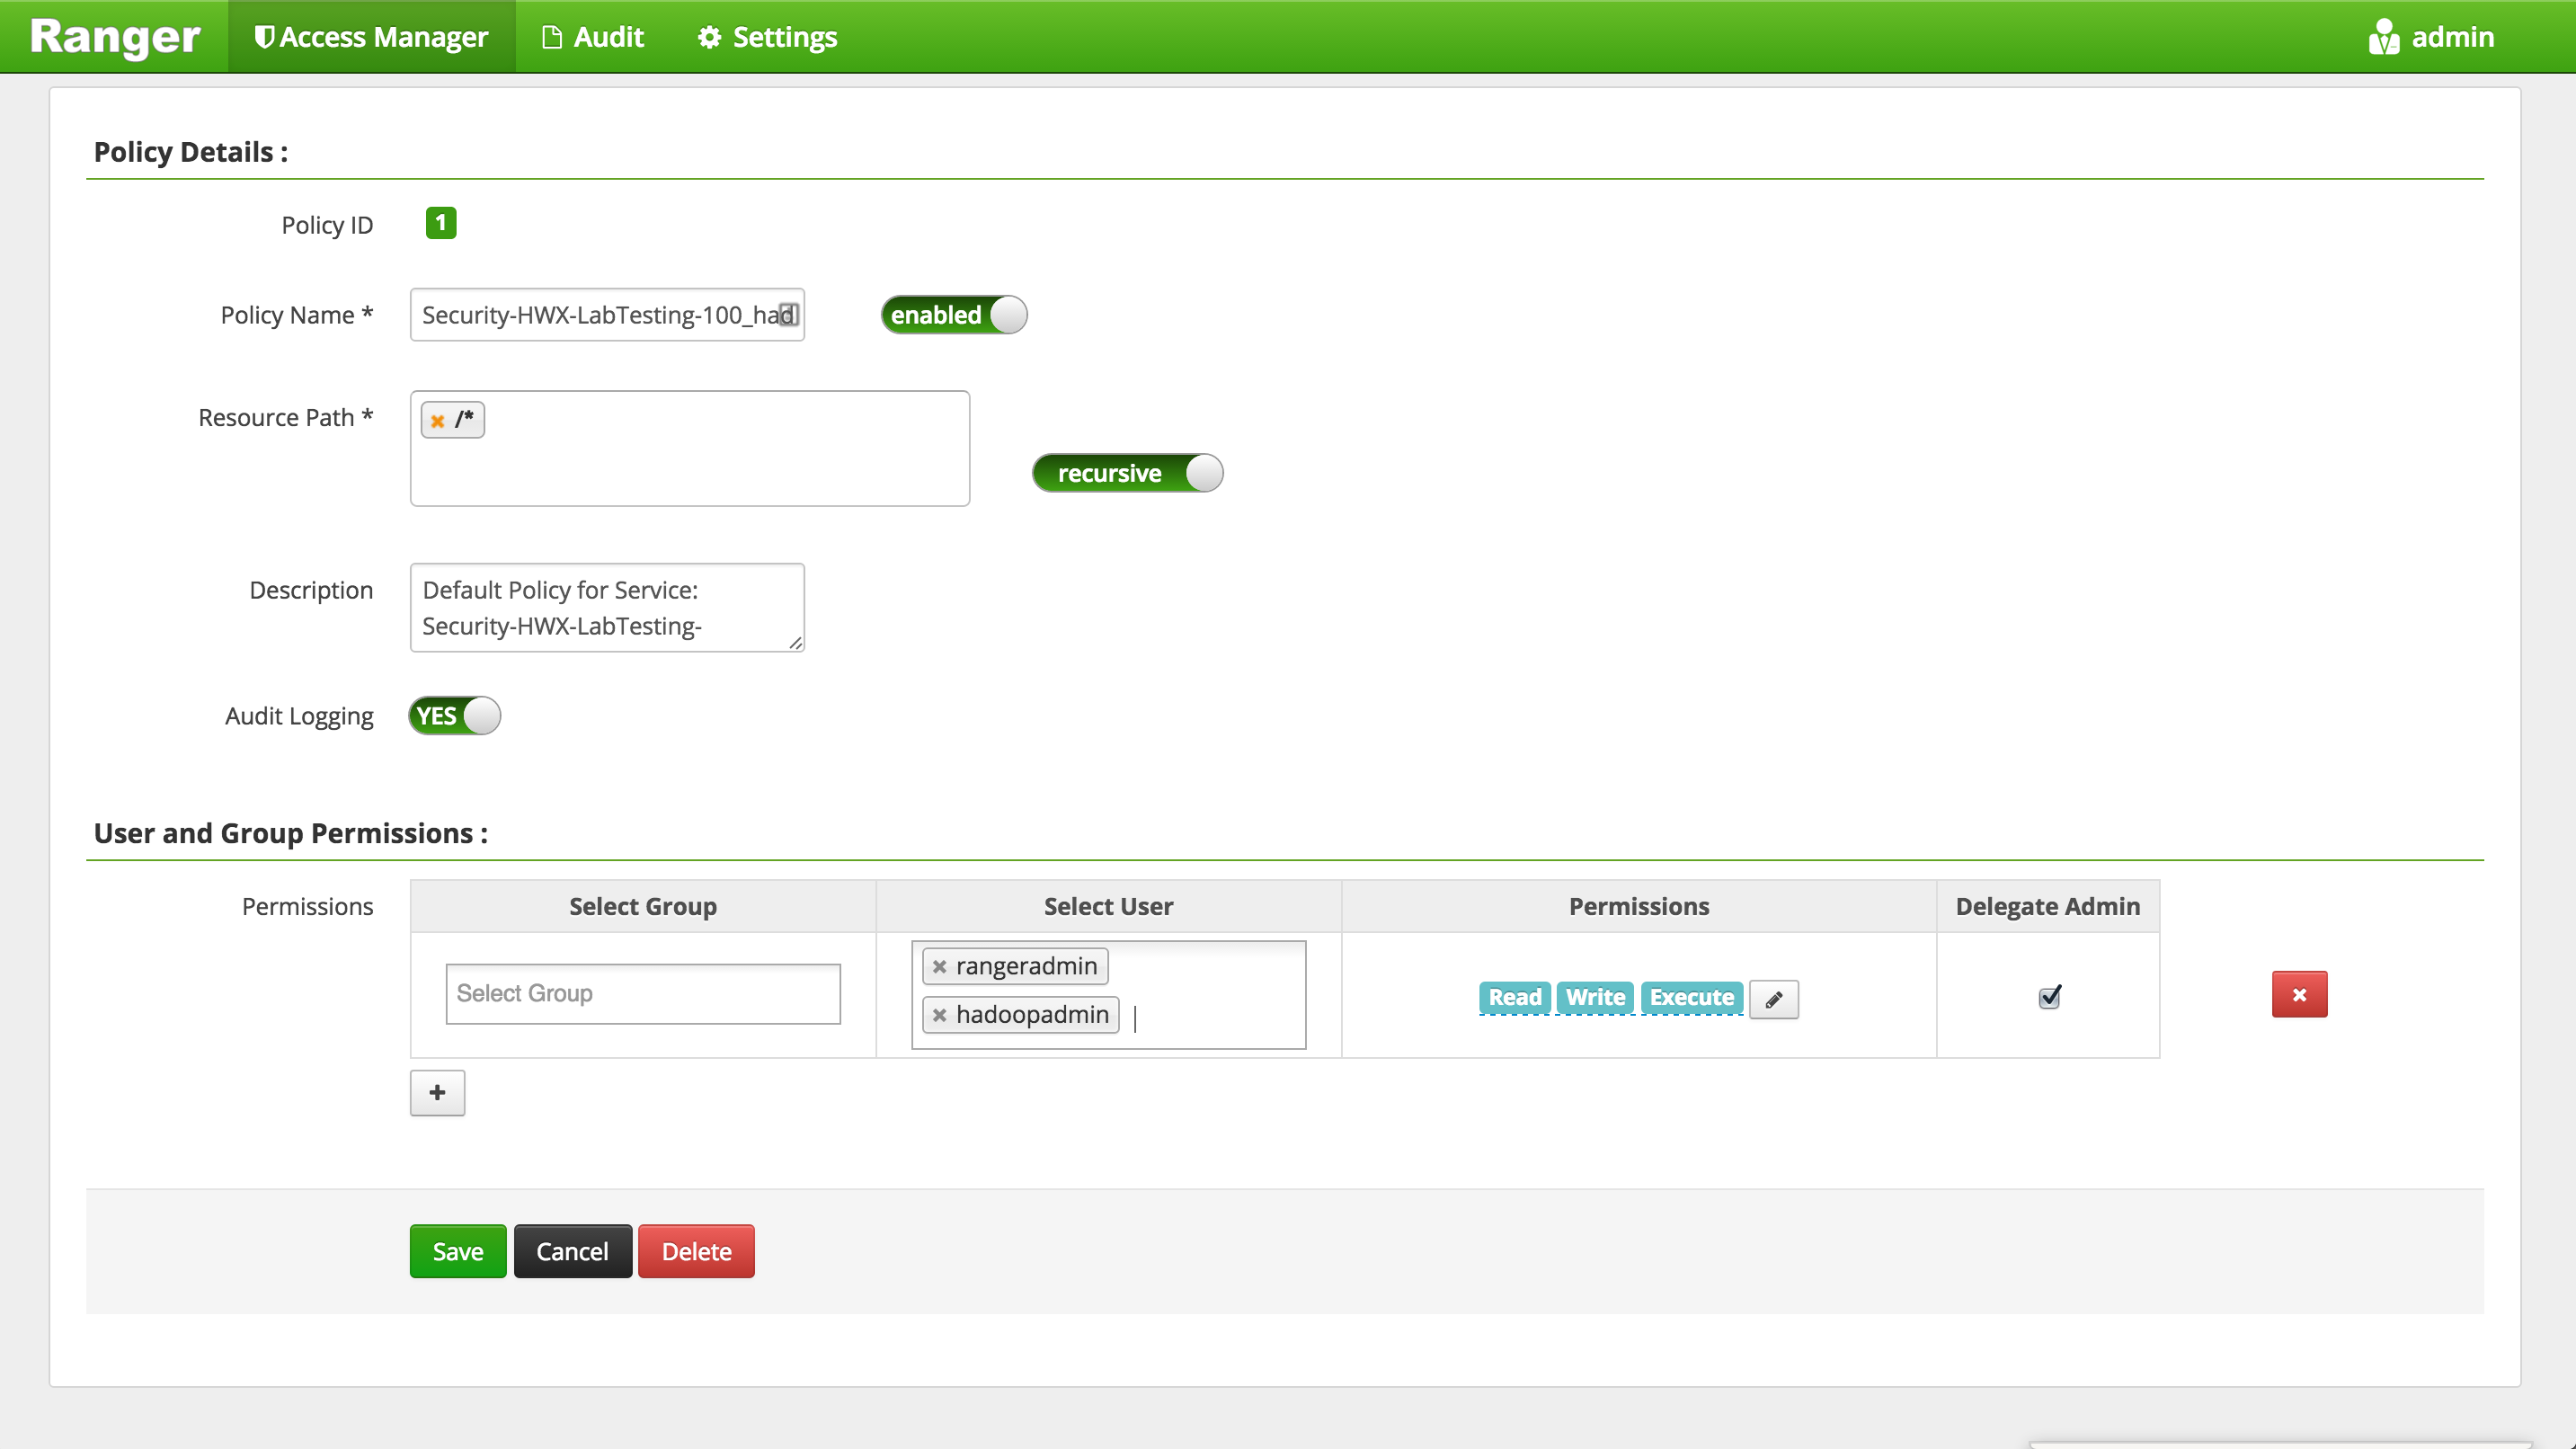 Ranger Access Manager Audit Settings admin
Policy Details :
Policy ID 1
Policy Name * Security-HWX-LabTesting-100_had enabled
Resource Path * /*
recursive
Description Default Policy for Service:
Security-HWX-LabTesting-
Audit Logging YES
User and Group Permissions :
Permissions Select Group Select User Permissions Delegate Admin
rangeradmin
Select Group Read Write Execute
hadoopadmin
+
Save Cancel Delete